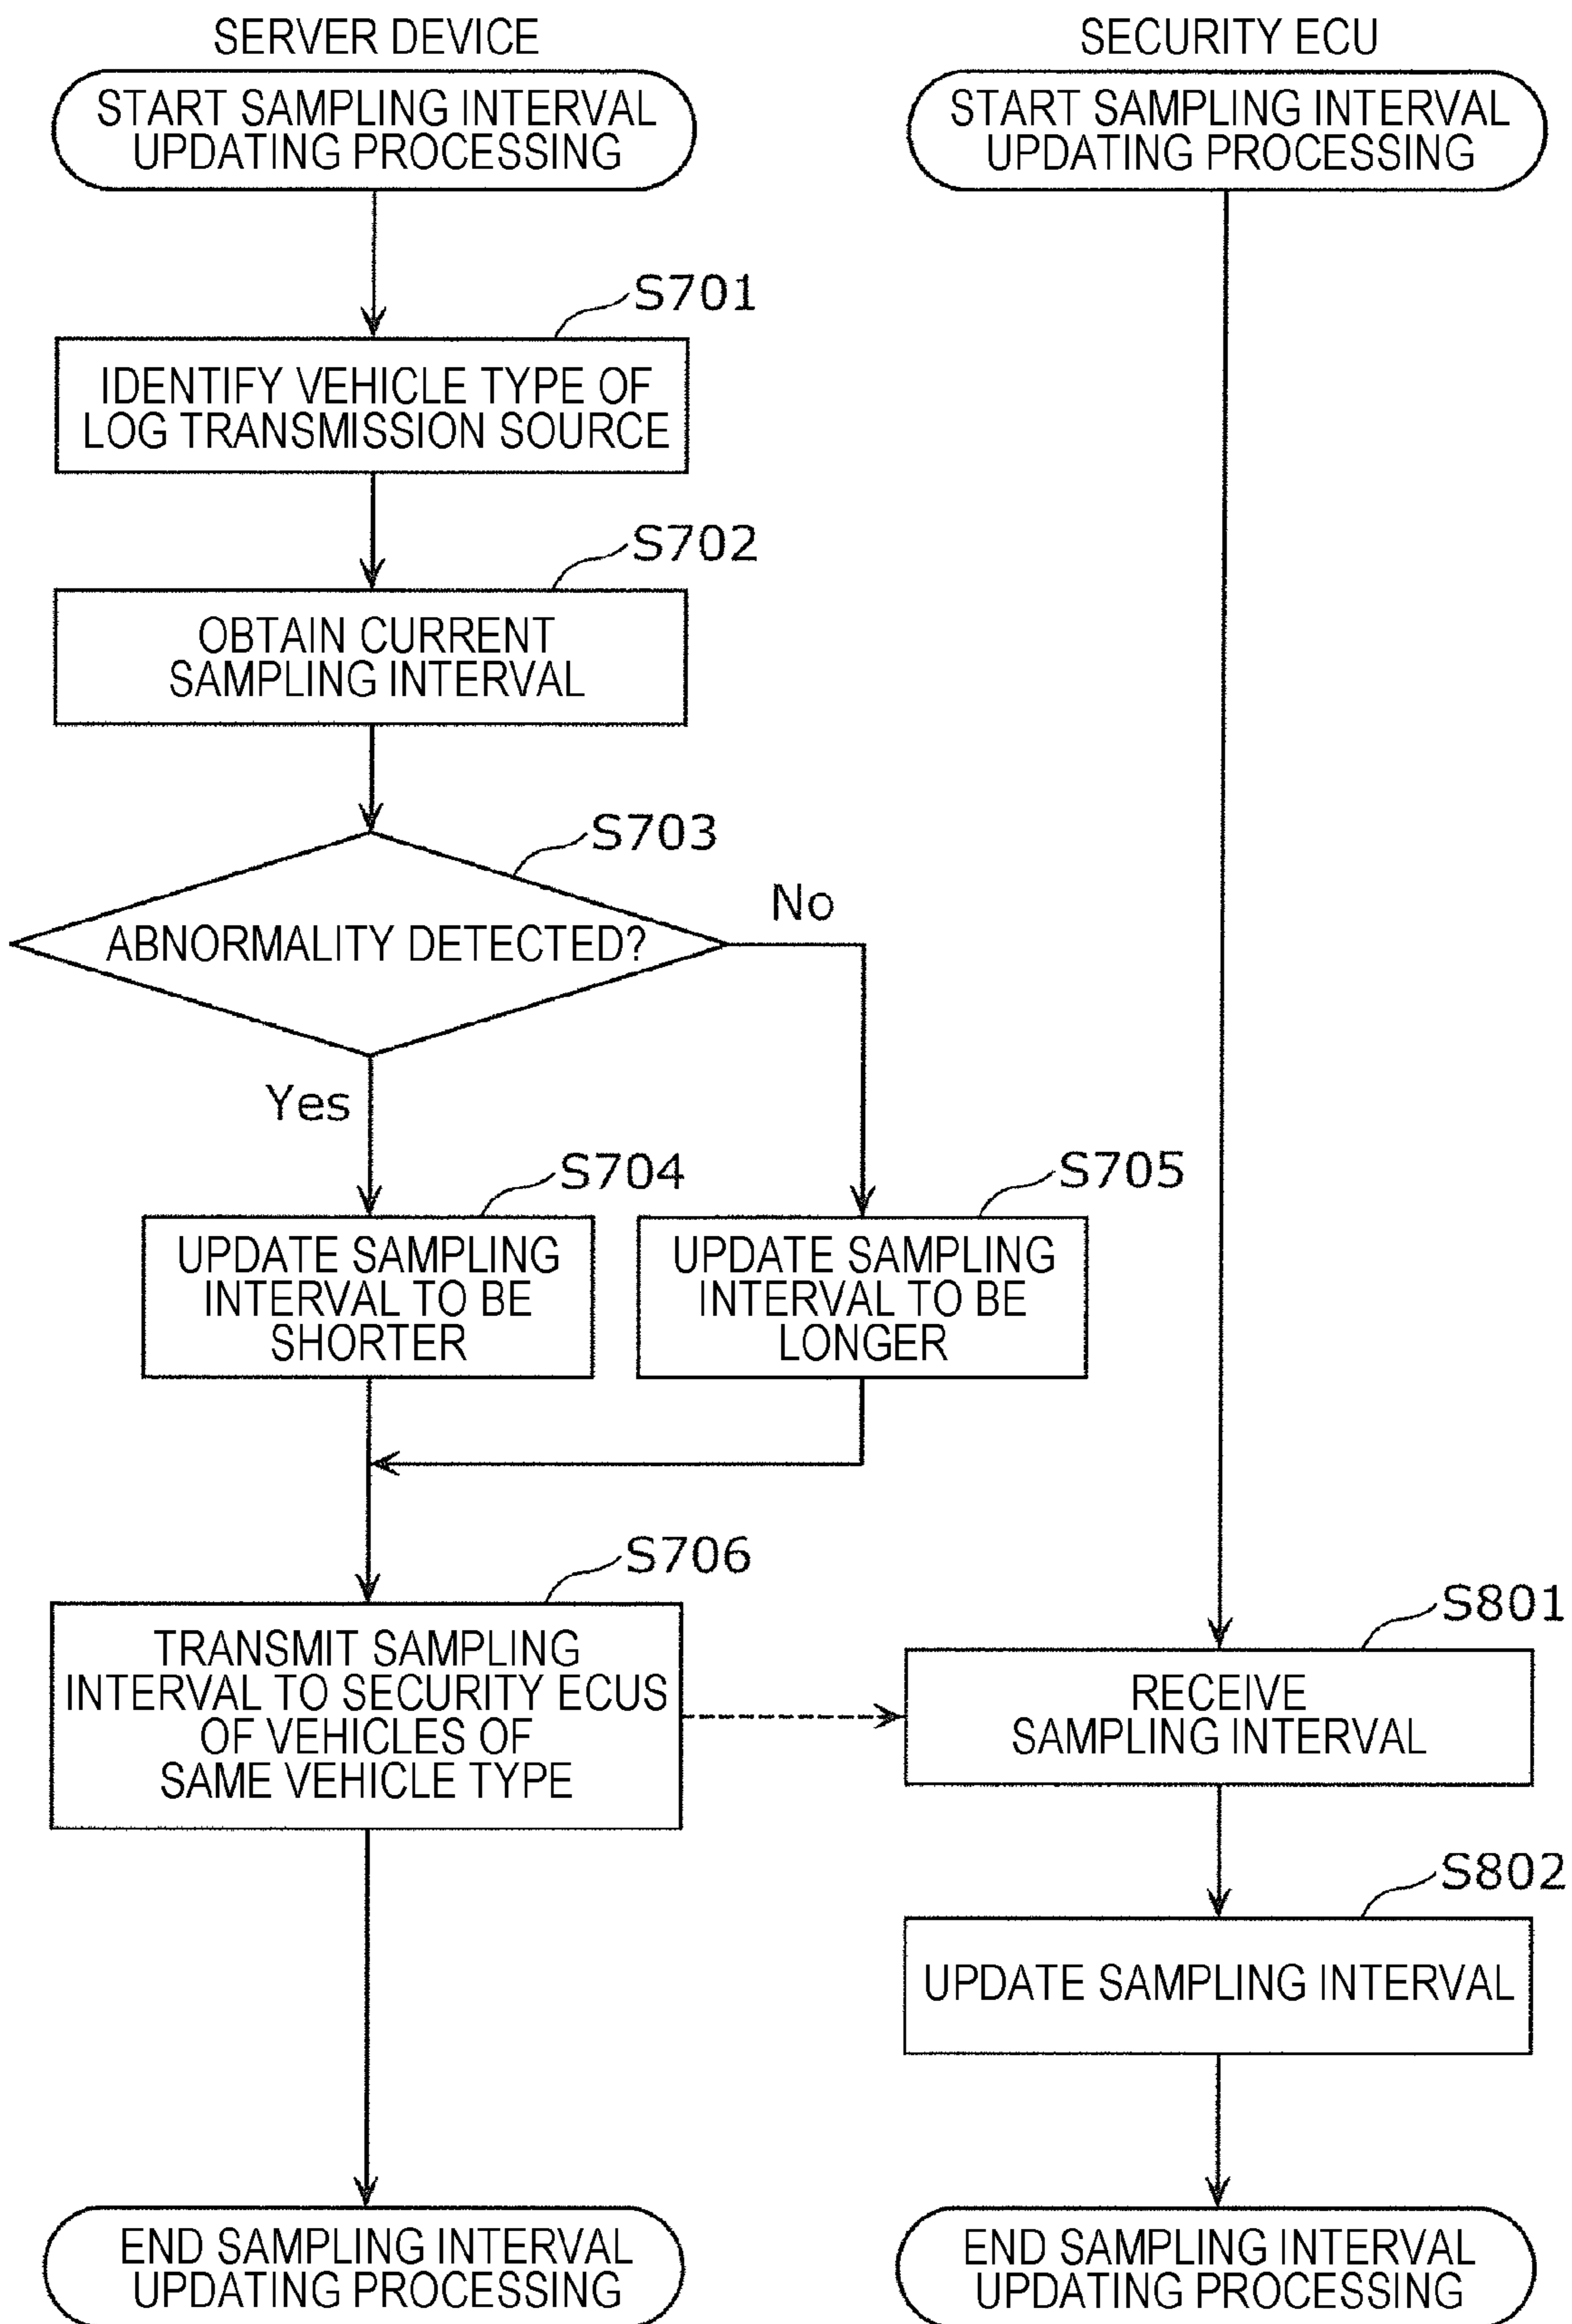 SERVER DEVICE
START SAMPLING INTERVAL
UPDATING PROCESSING
S701
IDENTIFY VEHICLE TYPE OF
LOG TRANSMISSION SOURCE
S702
OBTAIN CURRENT
SAMPLING INTERVAL
S703
ABNORMALITY DETECTED?
No
Yes
S704
UPDATE SAMPLING
INTERVAL TO BE
SHORTER
S705
UPDATE SAMPLING
INTERVAL TO BE
LONGER
S706
TRANSMIT SAMPLING
INTERVAL TO SECURITY ECUS
OF VEHICLES OF
SAME VEHICLE TYPE
END SAMPLING INTERVAL
UPDATING PROCESSING
SECURITY ECU
START SAMPLING INTERVAL
UPDATING PROCESSING
S801
RECEIVE
SAMPLING INTERVAL
S802
UPDATE SAMPLING INTERVAL
END SAMPLING INTERVAL
UPDATING PROCESSING